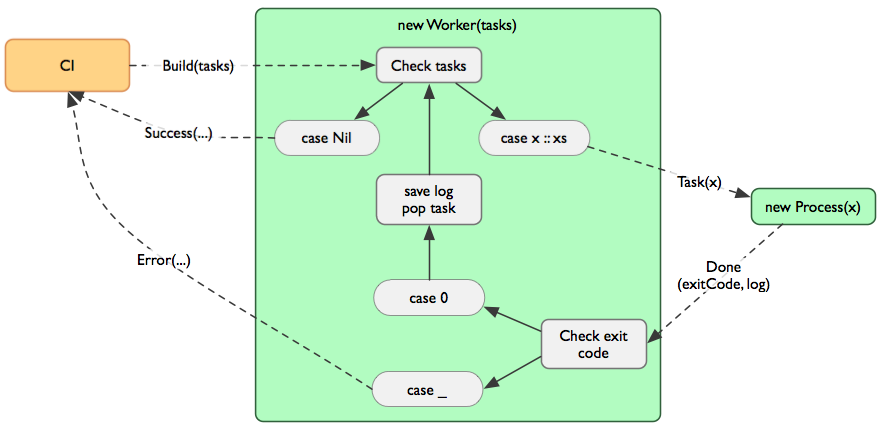 new Worker(tasks)
CI
Build(tasks)
Check tasks
Success(...)
case Nil
case x :: xs
Task(x)
save log
pop task
new Process(x)
Error(...)
Done
(exitCode, log)
case 0
Check exit
code
case _